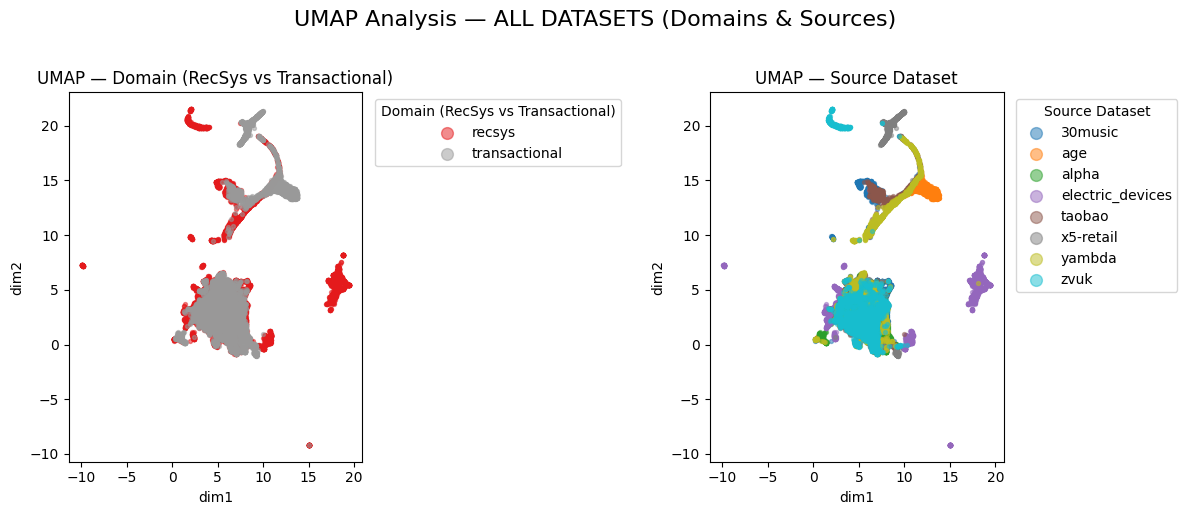 UMAP Analysis — ALL DATASETS (Domains & Sources)
UMAP — Domain (RecSys vs Transactional)
20
15
10
5
0
−5
−10
dim2
−10
−5
0
5
10
15
20
dim1
Domain (RecSys vs Transactional)
recsys
transactional
UMAP — Source Dataset
20
15
10
5
0
−5
−10
dim2
−10
−5
0
5
10
15
20
dim1
Source Dataset
30music
age
alpha
electric_devices
taobao
x5-retail
yambda
zvuk